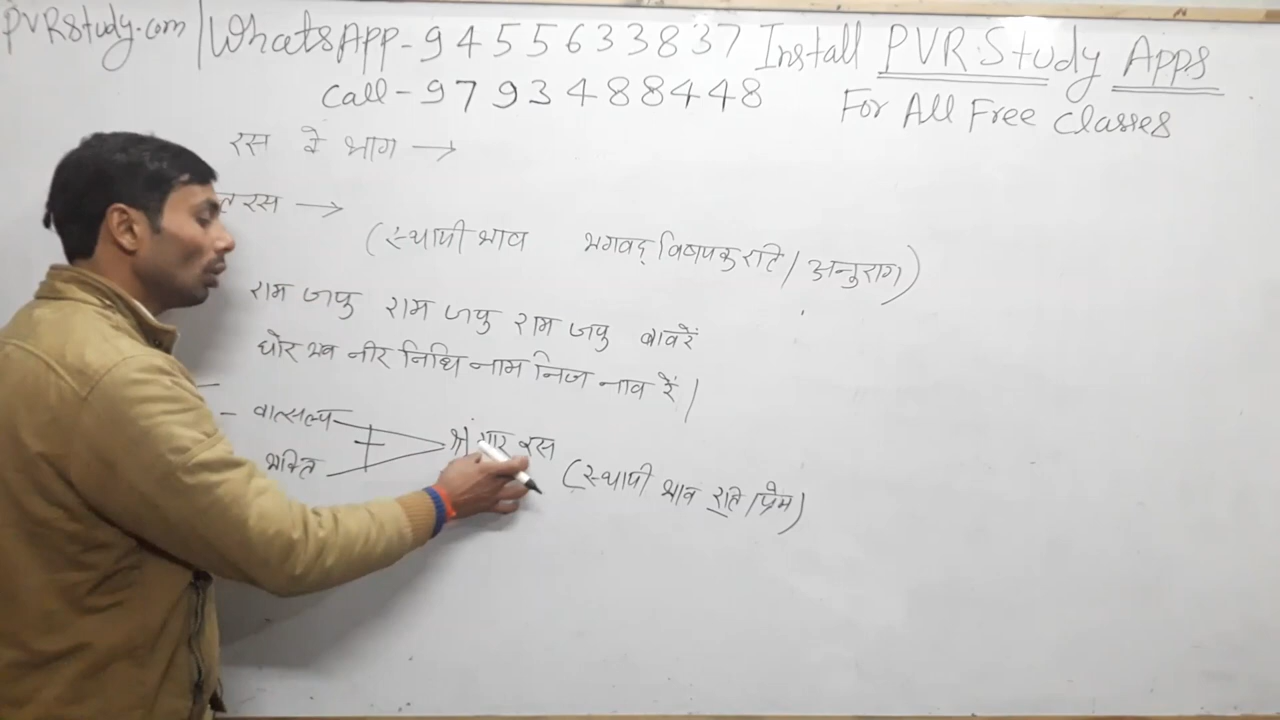 PVRStudy.com | WhatsApp - 9455633837 Install PVR Study Apps
Call - 9793488448 For All Free Classes
रस के भाग →
रस →
(स्थायी भाव भगवद् विषयक रति / अनुराग)
राम जपु राम जपु राम जपु बावरें
घोर भव नीर निधि नाम निज नाव रें |
- वात्सल्य
भक्ति
श्रृंगार रस
(स्थायी भाव रति / प्रेम)